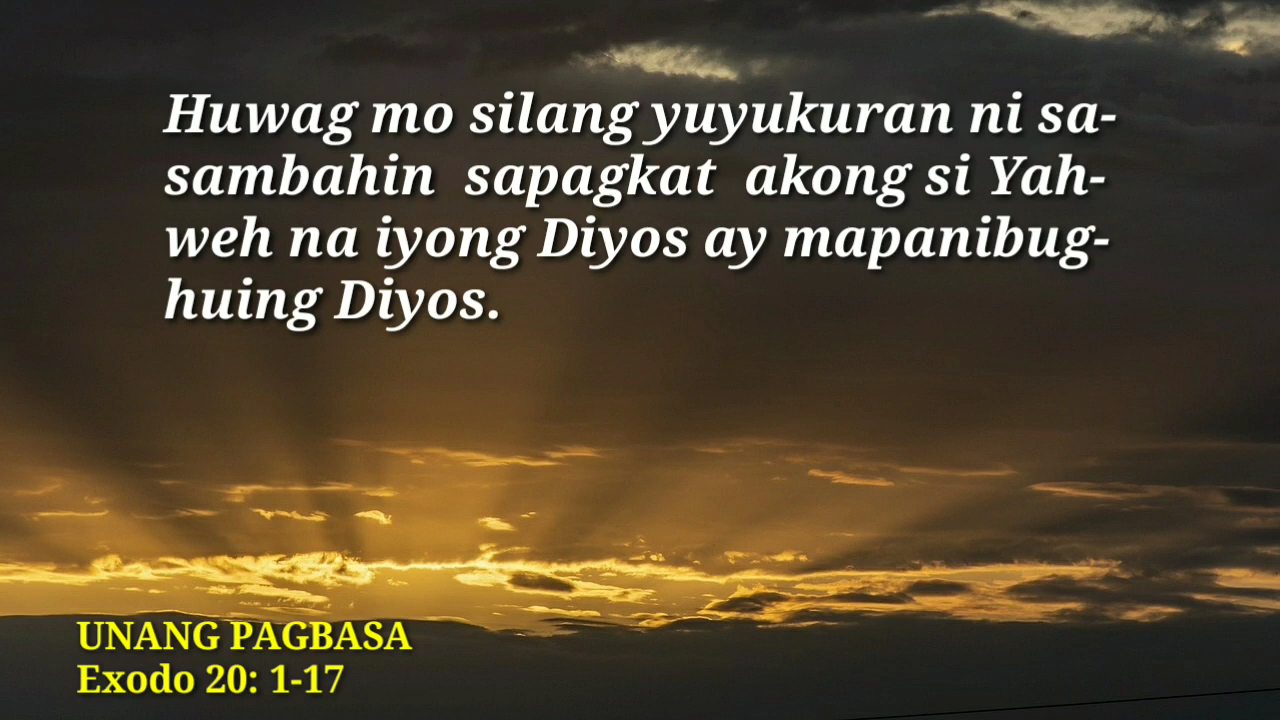 Huwag mo silang yuyukuran ni sa-
sambahin sapagkat akong si Yah-
weh na iyong Diyos ay mapanibug-
huing Diyos.
UNANG PAGBASA
Exodo 20: 1-17